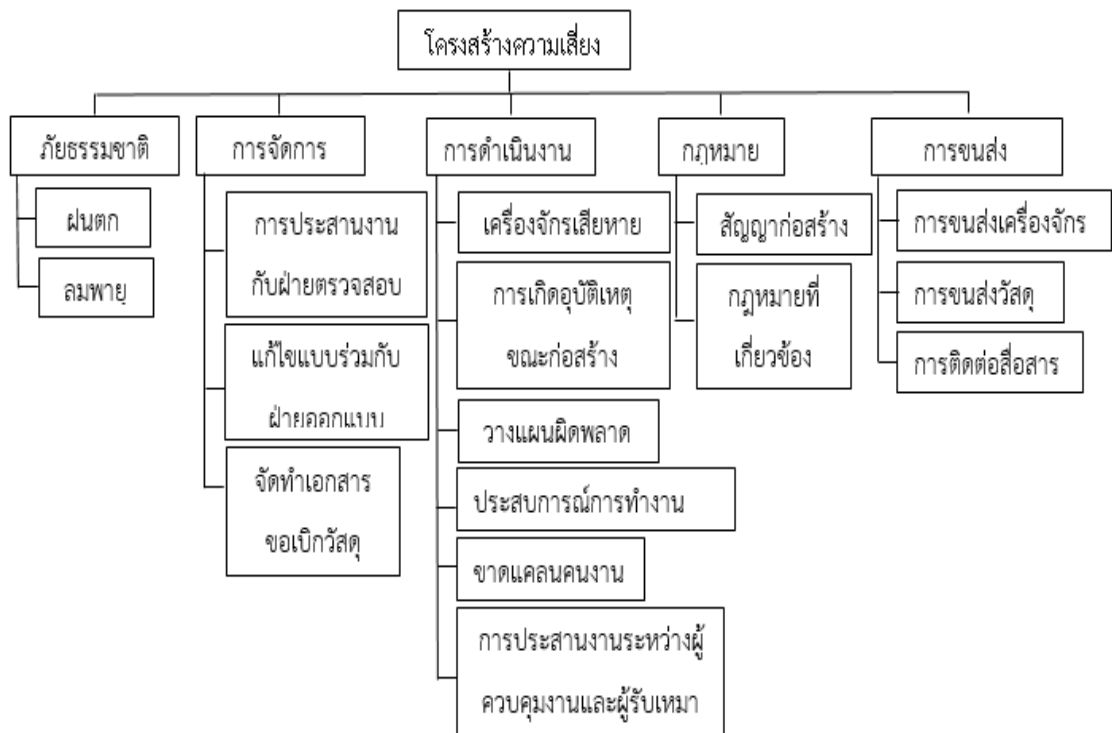 โครงสร้างความเสี่ยง
ภัยธรรมชาติ
ฝนตก
ลมพายุ
การจัดการ
การประสานงาน
กับฝ่ายตรวจสอบ
แก้ไขแบบร่วมกับ
ฝ่ายออกแบบ
จัดทำเอกสาร
ขอเบิกวัสดุ
การดำเนินงาน
เครื่องจักรเสียหาย
การเกิดอุบัติเหตุ
ขณะก่อสร้าง
วางแผนผิดพลาด
ประสบการณ์การทำงาน
ขาดแคลนคนงาน
การประสานงานระหว่างผู้
ควบคุมงานและผู้รับเหมา
กฎหมาย
สัญญาก่อสร้าง
กฎหมายที่
เกี่ยวข้อง
การขนส่ง
การขนส่งเครื่องจักร
การขนส่งวัสดุ
การติดต่อสื่อสาร